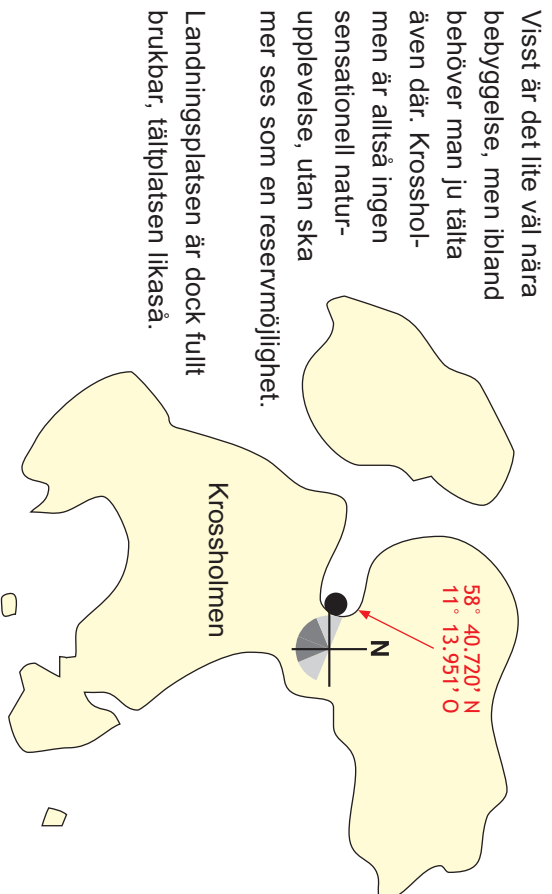 Visst är det lite väl nära
bebyggelse, men ibland
behöver man ju tälta
även där. Krosshol-
men är alltså ingen
sensationell natur-
upplevelse, utan ska
mer ses som en reservmöjlighet.
Landningsplatsen är dock fullt
brukbar, tältplatsen likaså.
58° 40.720’ N
11° 13.951’ O
N
Krossholmen